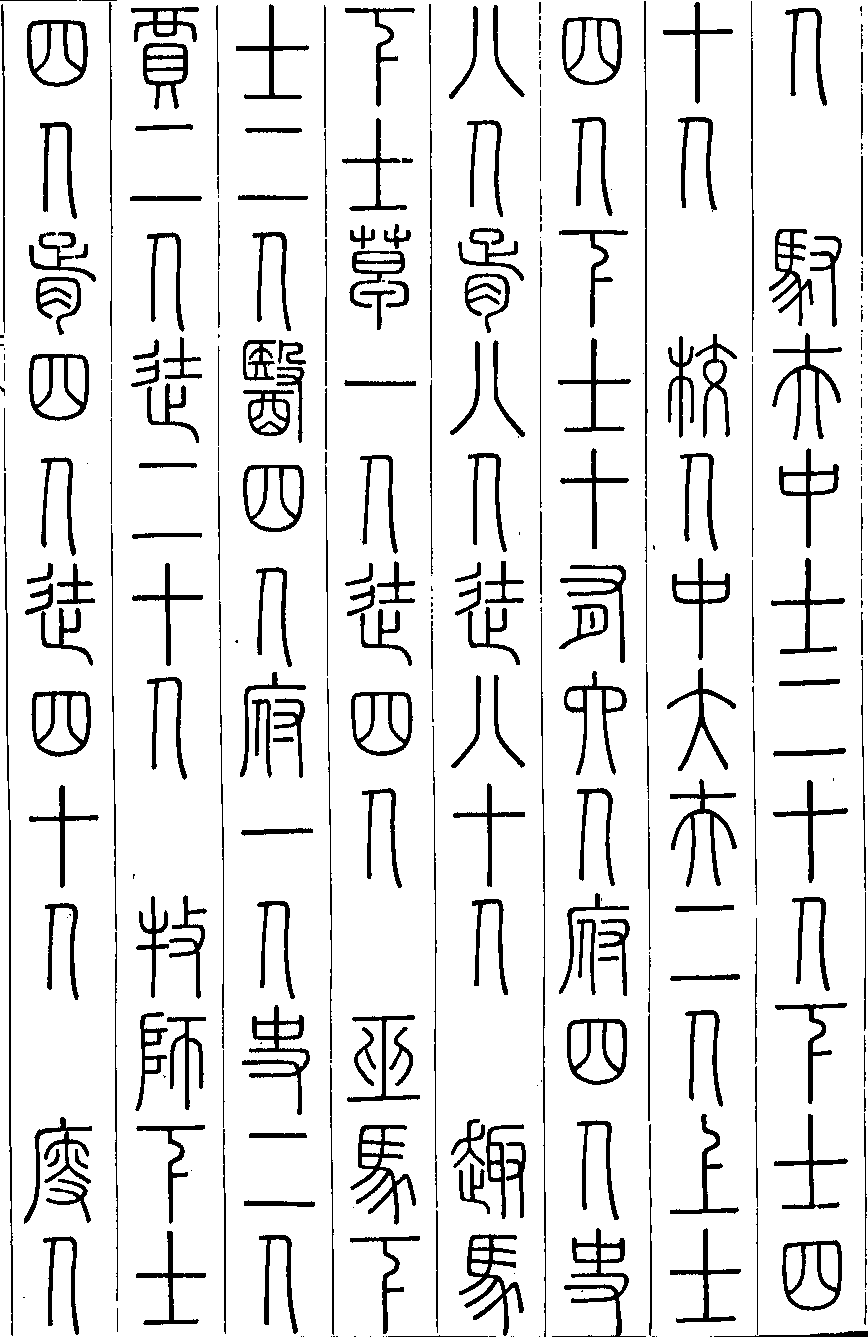 人　馭夫中士二十人下士四
十人　校人中大夫二人上士
四人下士十有六人府四人史
八人胥八人徒八十人　趣馬
下士草一人徒四人　巫馬下
士二人醫四人府一人史二人
賈二人徒二十人　牧師下士
四人胥四人徒四十人　廋人